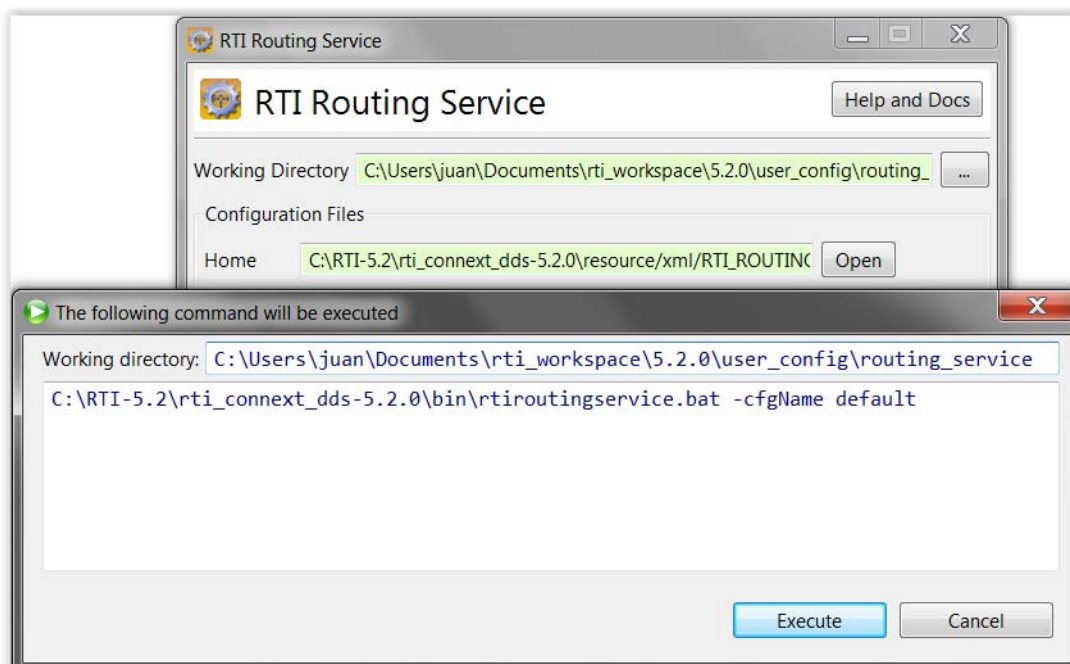 RTI Routing Service
RTI Routing Service
Help and Docs
Working Directory C:\Users\juan\Documents\rti_workspace\5.2.0\user_config\routing_ ...
Configuration Files
Home C:\RTI-5.2\rti_connext_dds-5.2.0\resource/xml/RTI_ROUTING Open
The following command will be executed
Working directory: C:\Users\juan\Documents\rti_workspace\5.2.0\user_config\routing_service
C:\RTI-5.2\rti_connext_dds-5.2.0\bin\rtiroutingservice.bat -cfgName default
Execute Cancel